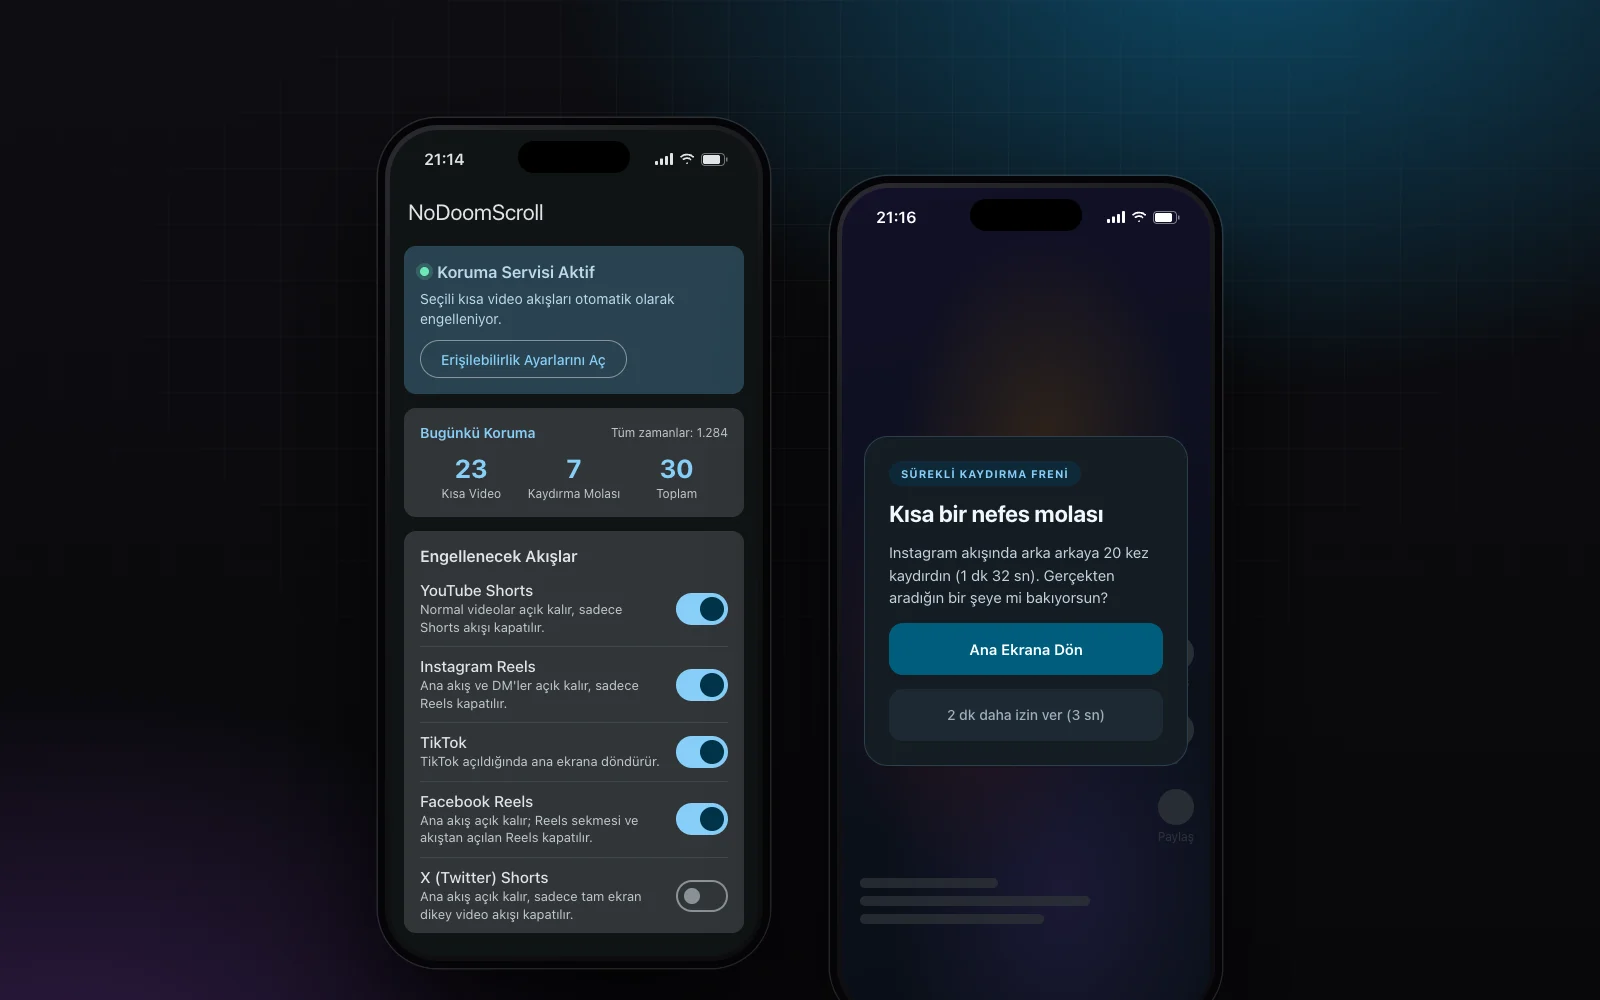 21:14
NoDoomScroll
Koruma Servisi Aktif
Seçili kısa video akışları otomatik olarak
engelleniyor.
Erişilebilirlik Ayarlarını Aç
Bugünkü Koruma
Tüm zamanlar: 1.284
23
7
30
Kısa Video
Kaydırma Molası
Toplam
Engellenecek Akışlar
YouTube Shorts
Normal videolar açık kalır, sadece
Shorts akışı kapatılır.
Instagram Reels
Ana akış ve DM'ler açık kalır, sadece
Reels kapatılır.
TikTok
TikTok açıldığında ana ekrana döndürür.
Facebook Reels
Ana akış açık kalır; Reels sekmesi ve
akıştan açılan Reels kapatılır.
X (Twitter) Shorts
Ana akış açık kalır, sadece tam ekran
dikey video akışı kapatılır.
21:16
SÜREKLİ KAYDIRMA FRENİ
Kısa bir nefes molası
Instagram akışında arka arkaya 20 kez
kaydırdın (1 dk 32 sn). Gerçekten
aradığın bir şeye mi bakıyorsun?
Ana Ekrana Dön
2 dk daha izin ver (3 sn)
Paylaş